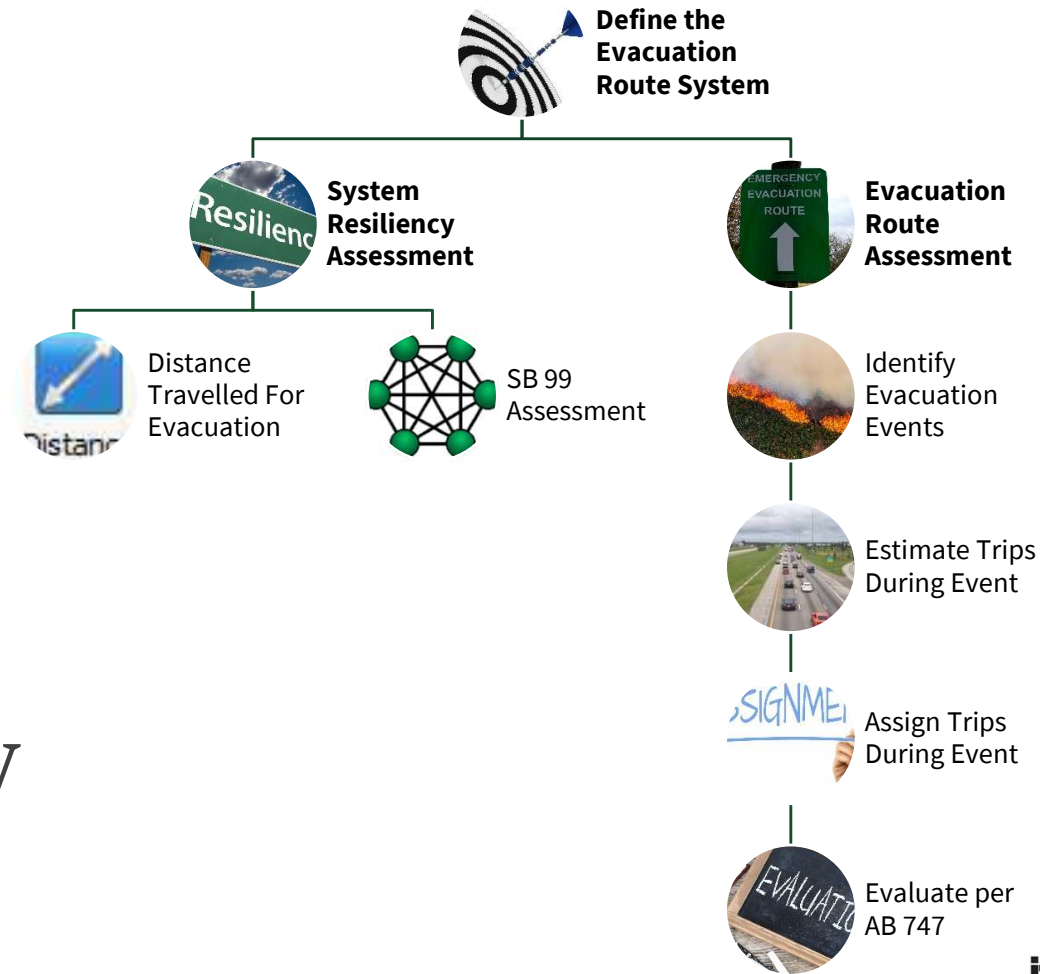 Define the
Evacuation
Route System
Resilienc
System
Resiliency
Assessment
EMERGENCY
EVACUATION
ROUTE
Evacuation
Route
Assessment
Distanc
Distance
Travelled For
Evacuation
SB 99
Assessment
Identify
Evacuation
Events
Estimate Trips
During Event
SIGNME
Assign Trips
During Event
y
EVALUATIO
Evaluate per
AB 747